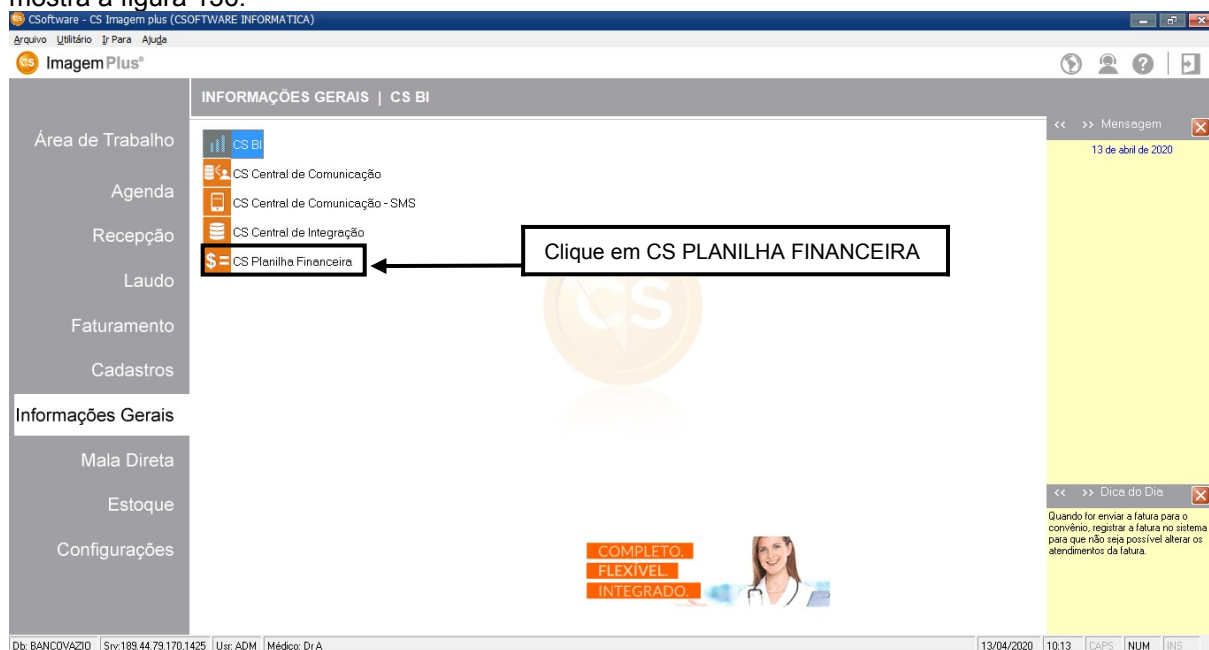 mostra a figura 150.
CSoftware - CS Imagem plus (CSOFTWARE INFORMATICA)
Arquivo Utilitário Ir Para Ajuda
CS ImagemPlus®
INFORMAÇÕES GERAIS | CS BI
Área de Trabalho
Agenda
Recepção
Laudo
Faturamento
Cadastros
Informações Gerais
Mala Direta
Estoque
Configurações
CS BI
CS Central de Comunicação
CS Central de Comunicação - SMS
CS Central de Integração
CS Planilha Financeira
Clique em CS PLANILHA FINANCEIRA
CS
COMPLETO.
FLEXÍVEL.
INTEGRADO.
<< >> Mensagem
13 de abril de 2020
<< >> Dica do Dia
Quando for enviar a fatura para o
convênio, registrar a fatura no sistema
para que não seja possível alterar os
atendimentos da fatura.
Db: BANCOVAZIO Srv:189.44.79.170.1425 Usr: ADM Médico: Dr A 13/04/2020 10:13 CAPS NUM INS